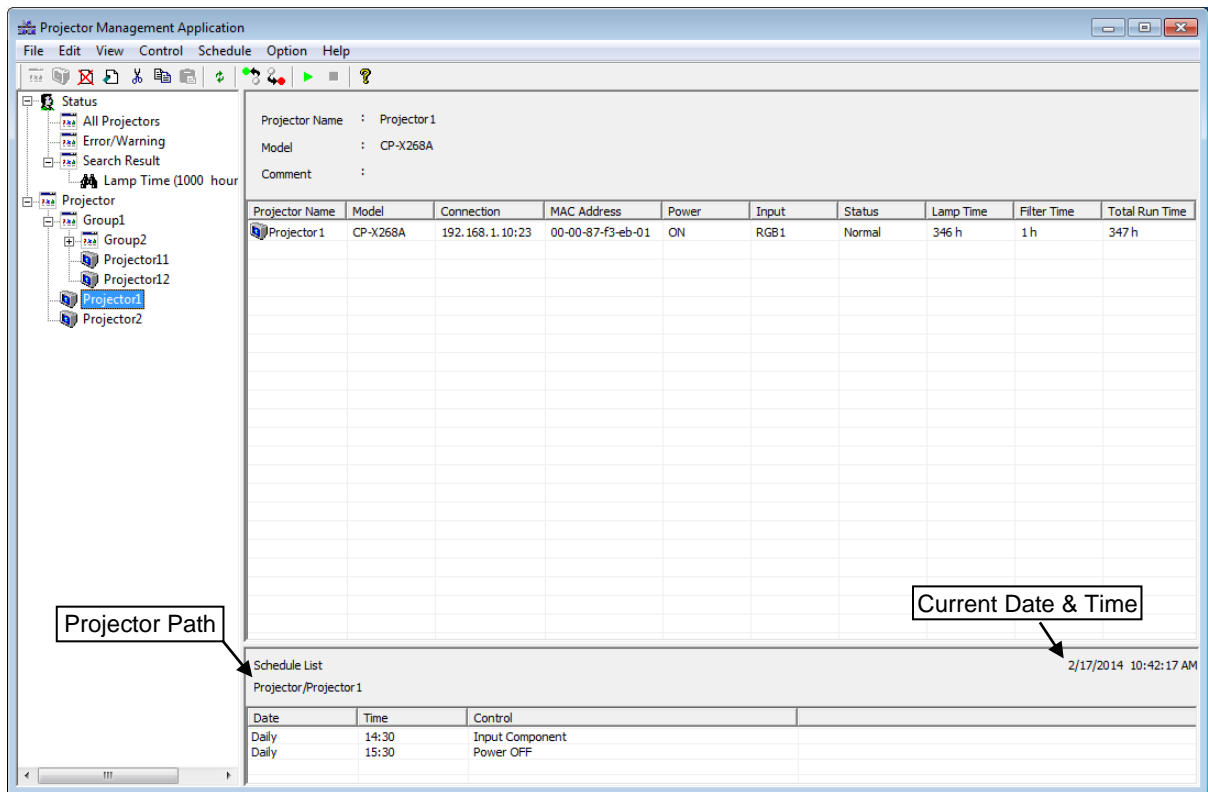 Projector Management Application
File Edit View Control Schedule Option Help
Status
All Projectors
Error/Warning
Search Result
Lamp Time (1000 hour
Projector
Group1
Group2
Projector11
Projector12
Projector1
Projector2
Projector Name : Projector1
Model : CP-X268A
Comment :
Projector Name Model Connection MAC Address Power Input Status Lamp Time Filter Time Total Run Time
Projector1 CP-X268A 192.168.1.10:23 00-00-87-f3-eb-01 ON RGB1 Normal 346 h 1 h 347 h
Projector Path
Current Date & Time
Schedule List 2/17/2014 10:42:17 AM
Projector/Projector1
Date Time Control
Daily 14:30 Input Component
Daily 15:30 Power OFF